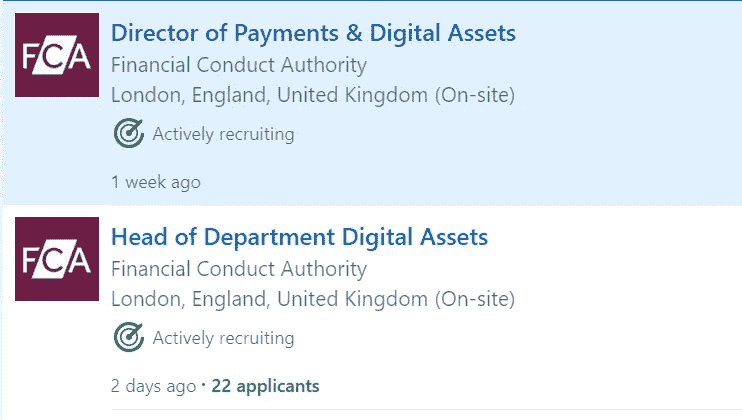 FCA
Director of Payments & Digital Assets
Financial Conduct Authority
London, England, United Kingdom (On-site)
Actively recruiting
1 week ago
FCA
Head of Department Digital Assets
Financial Conduct Authority
London, England, United Kingdom (On-site)
Actively recruiting
2 days ago · 22 applicants